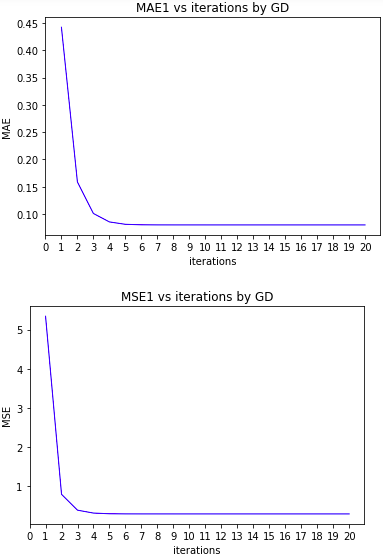 MAE1 vs iterations by GD
0.45
0.40
0.35
0.30
0.25
0.20
0.15
0.10
MAE
0 1 2 3 4 5 6 7 8 9 10 11 12 13 14 15 16 17 18 19 20
iterations
MSE1 vs iterations by GD
5
4
3
2
1
MSE
0 1 2 3 4 5 6 7 8 9 10 11 12 13 14 15 16 17 18 19 20
iterations